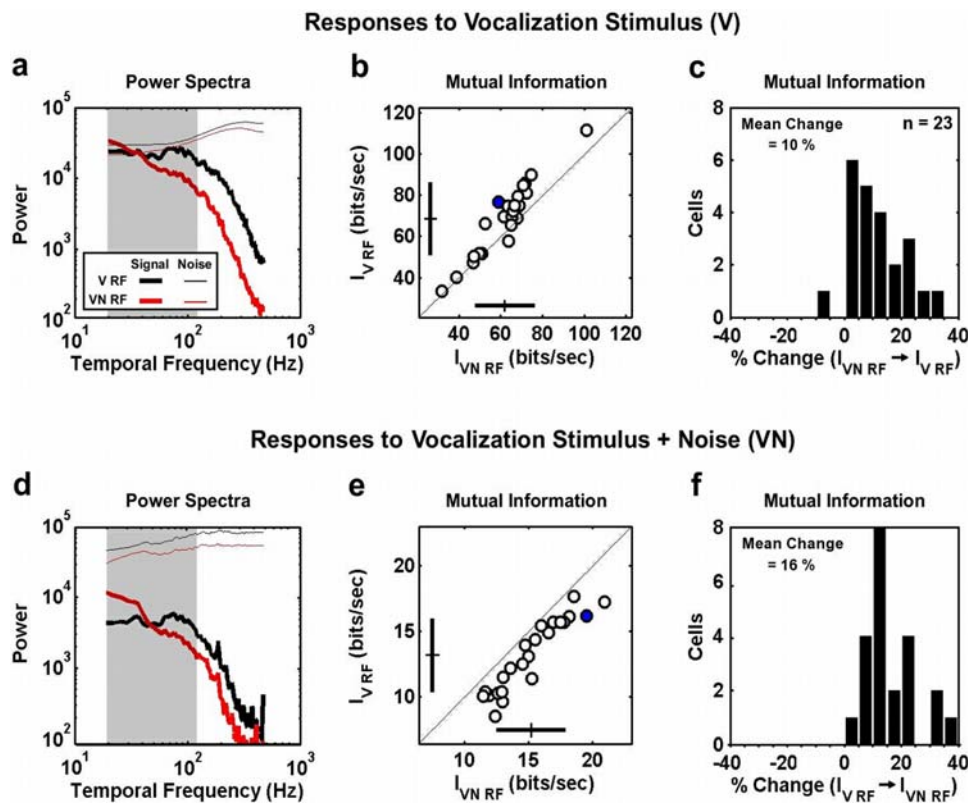 Responses to Vocalization Stimulus (V)
a
Power Spectra
Power
10^5
10^4
10^3
10^2
Signal Noise
V RF
VN RF
10^1 10^2 10^3
Temporal Frequency (Hz)
b
Mutual Information
I_V RF (bits/sec)
120
100
80
60
40
40 60 80 100 120
I_VN RF (bits/sec)
c
Mutual Information
Mean Change
= 10 %
n = 23
Cells
8
6
4
2
0
-40 -20 0 20 40
% Change (I_VN RF → I_V RF)
Responses to Vocalization Stimulus + Noise (VN)
d
Power Spectra
Power
10^5
10^4
10^3
10^2
10^1 10^2 10^3
Temporal Frequency (Hz)
e
Mutual Information
I_V RF (bits/sec)
20
15
10
10 15 20
I_VN RF (bits/sec)
f
Mutual Information
Mean Change
= 16 %
Cells
8
6
4
2
0
-40 -20 0 20 40
% Change (I_V RF → I_VN RF)